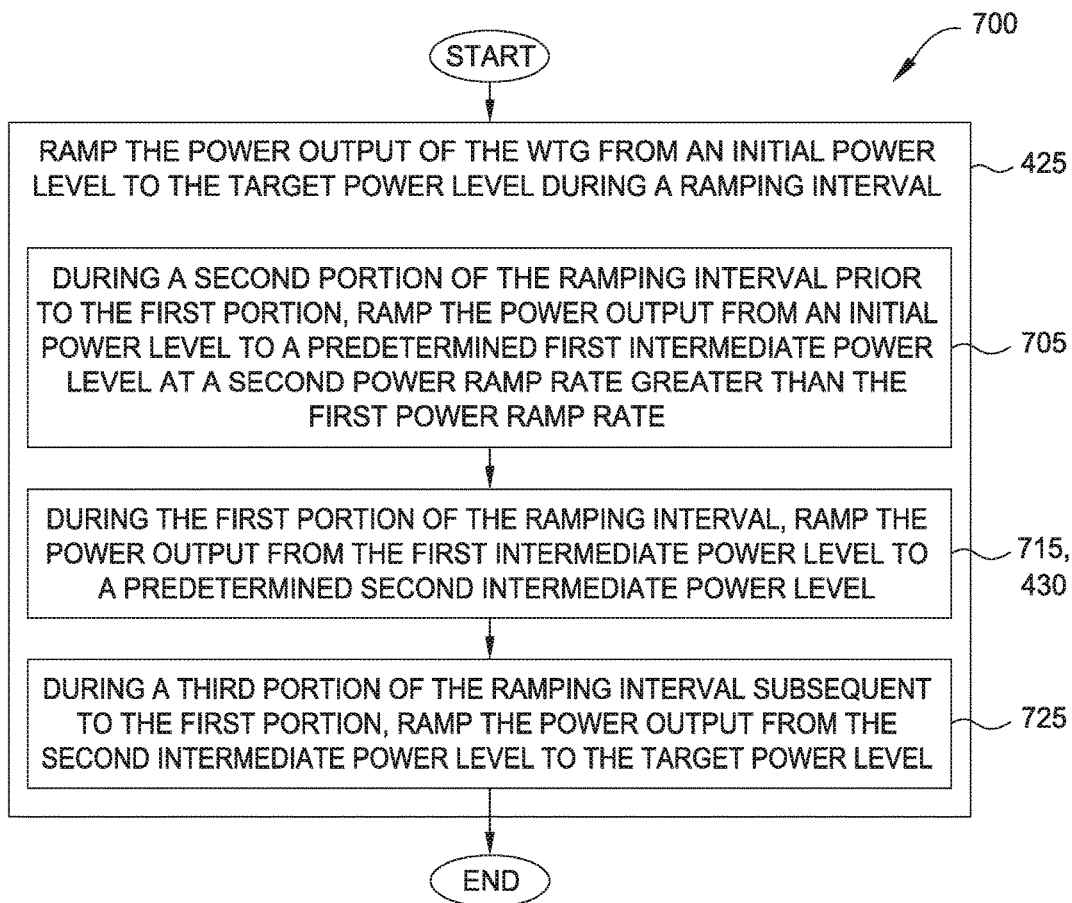 700
START
RAMP THE POWER OUTPUT OF THE WTG FROM AN INITIAL POWER
LEVEL TO THE TARGET POWER LEVEL DURING A RAMPING INTERVAL
425
DURING A SECOND PORTION OF THE RAMPING INTERVAL PRIOR
TO THE FIRST PORTION, RAMP THE POWER OUTPUT FROM AN INITIAL
POWER LEVEL TO A PREDETERMINED FIRST INTERMEDIATE POWER
LEVEL AT A SECOND POWER RAMP RATE GREATER THAN THE
FIRST POWER RAMP RATE
705
DURING THE FIRST PORTION OF THE RAMPING INTERVAL, RAMP THE
POWER OUTPUT FROM THE FIRST INTERMEDIATE POWER LEVEL TO
A PREDETERMINED SECOND INTERMEDIATE POWER LEVEL
715,
430
DURING A THIRD PORTION OF THE RAMPING INTERVAL SUBSEQUENT
TO THE FIRST PORTION, RAMP THE POWER OUTPUT FROM THE
SECOND INTERMEDIATE POWER LEVEL TO THE TARGET POWER LEVEL
725
END